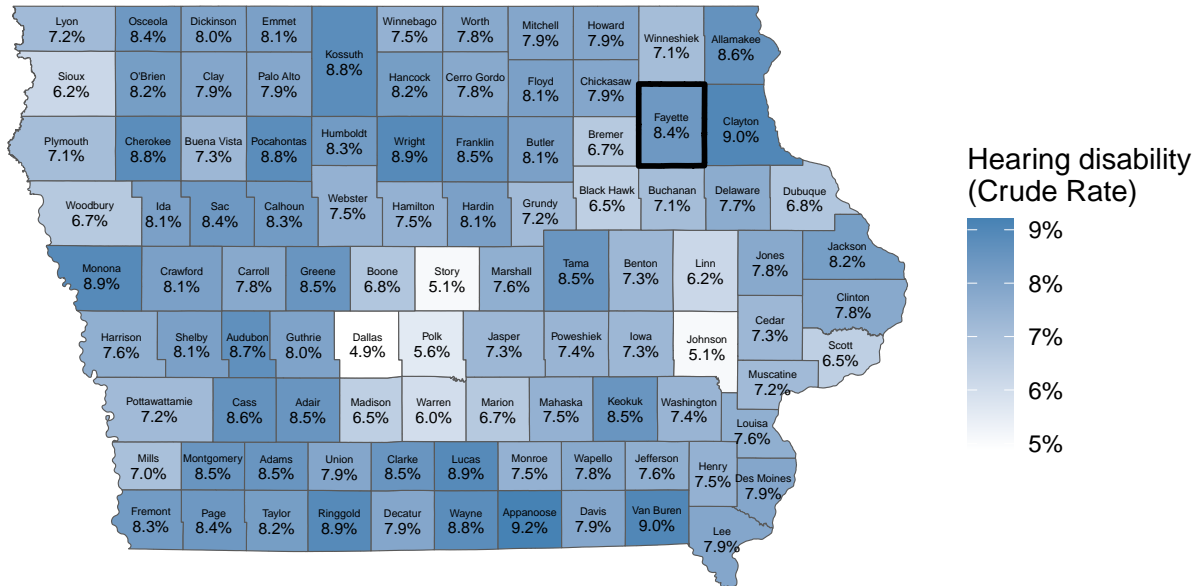 Lyon
7.2%
Osceola
8.4%
Dickinson
8.0%
Emmet
8.1%
Kossuth
8.8%
Winnebago
7.5%
Worth
7.8%
Mitchell
7.9%
Howard
7.9%
Winneshiek
7.1%
Allamakee
8.6%
Sioux
6.2%
O'Brien
8.2%
Clay
7.9%
Palo Alto
7.9%
Hancock
8.2%
Cerro Gordo
7.8%
Floyd
8.1%
Chickasaw
7.9%
Fayette
8.4%
Clayton
9.0%
Plymouth
7.1%
Cherokee
8.8%
Buena Vista
7.3%
Pocahontas
8.8%
Humboldt
8.3%
Wright
8.9%
Franklin
8.5%
Butler
8.1%
Bremer
6.7%
Woodbury
6.7%
Ida
8.1%
Sac
8.4%
Calhoun
8.3%
Webster
7.5%
Hamilton
7.5%
Hardin
8.1%
Grundy
7.2%
Black Hawk
6.5%
Buchanan
7.1%
Delaware
7.7%
Dubuque
6.8%
Monona
8.9%
Crawford
8.1%
Carroll
7.8%
Greene
8.5%
Boone
6.8%
Story
5.1%
Marshall
7.6%
Tama
8.5%
Benton
7.3%
Linn
6.2%
Jones
7.8%
Jackson
8.2%
Clinton
7.8%
Harrison
7.6%
Shelby
8.1%
Audubon
8.7%
Guthrie
8.0%
Dallas
4.9%
Polk
5.6%
Jasper
7.3%
Poweshiek
7.4%
Iowa
7.3%
Johnson
5.1%
Cedar
7.3%
Scott
6.5%
Muscatine
7.2%
Pottawattamie
7.2%
Cass
8.6%
Adair
8.5%
Madison
6.5%
Warren
6.0%
Marion
6.7%
Mahaska
7.5%
Keokuk
8.5%
Washington
7.4%
Louisa
7.6%
Mills
7.0%
Montgomery
8.5%
Adams
8.5%
Union
7.9%
Clarke
8.5%
Lucas
8.9%
Monroe
7.5%
Wapello
7.8%
Jefferson
7.6%
Henry
7.5%
Des Moines
7.9%
Fremont
8.3%
Page
8.4%
Taylor
8.2%
Ringgold
8.9%
Decatur
7.9%
Wayne
8.8%
Appanoose
9.2%
Davis
7.9%
Van Buren
9.0%
Lee
7.9%
Hearing disability
(Crude Rate)
9%
8%
7%
6%
5%